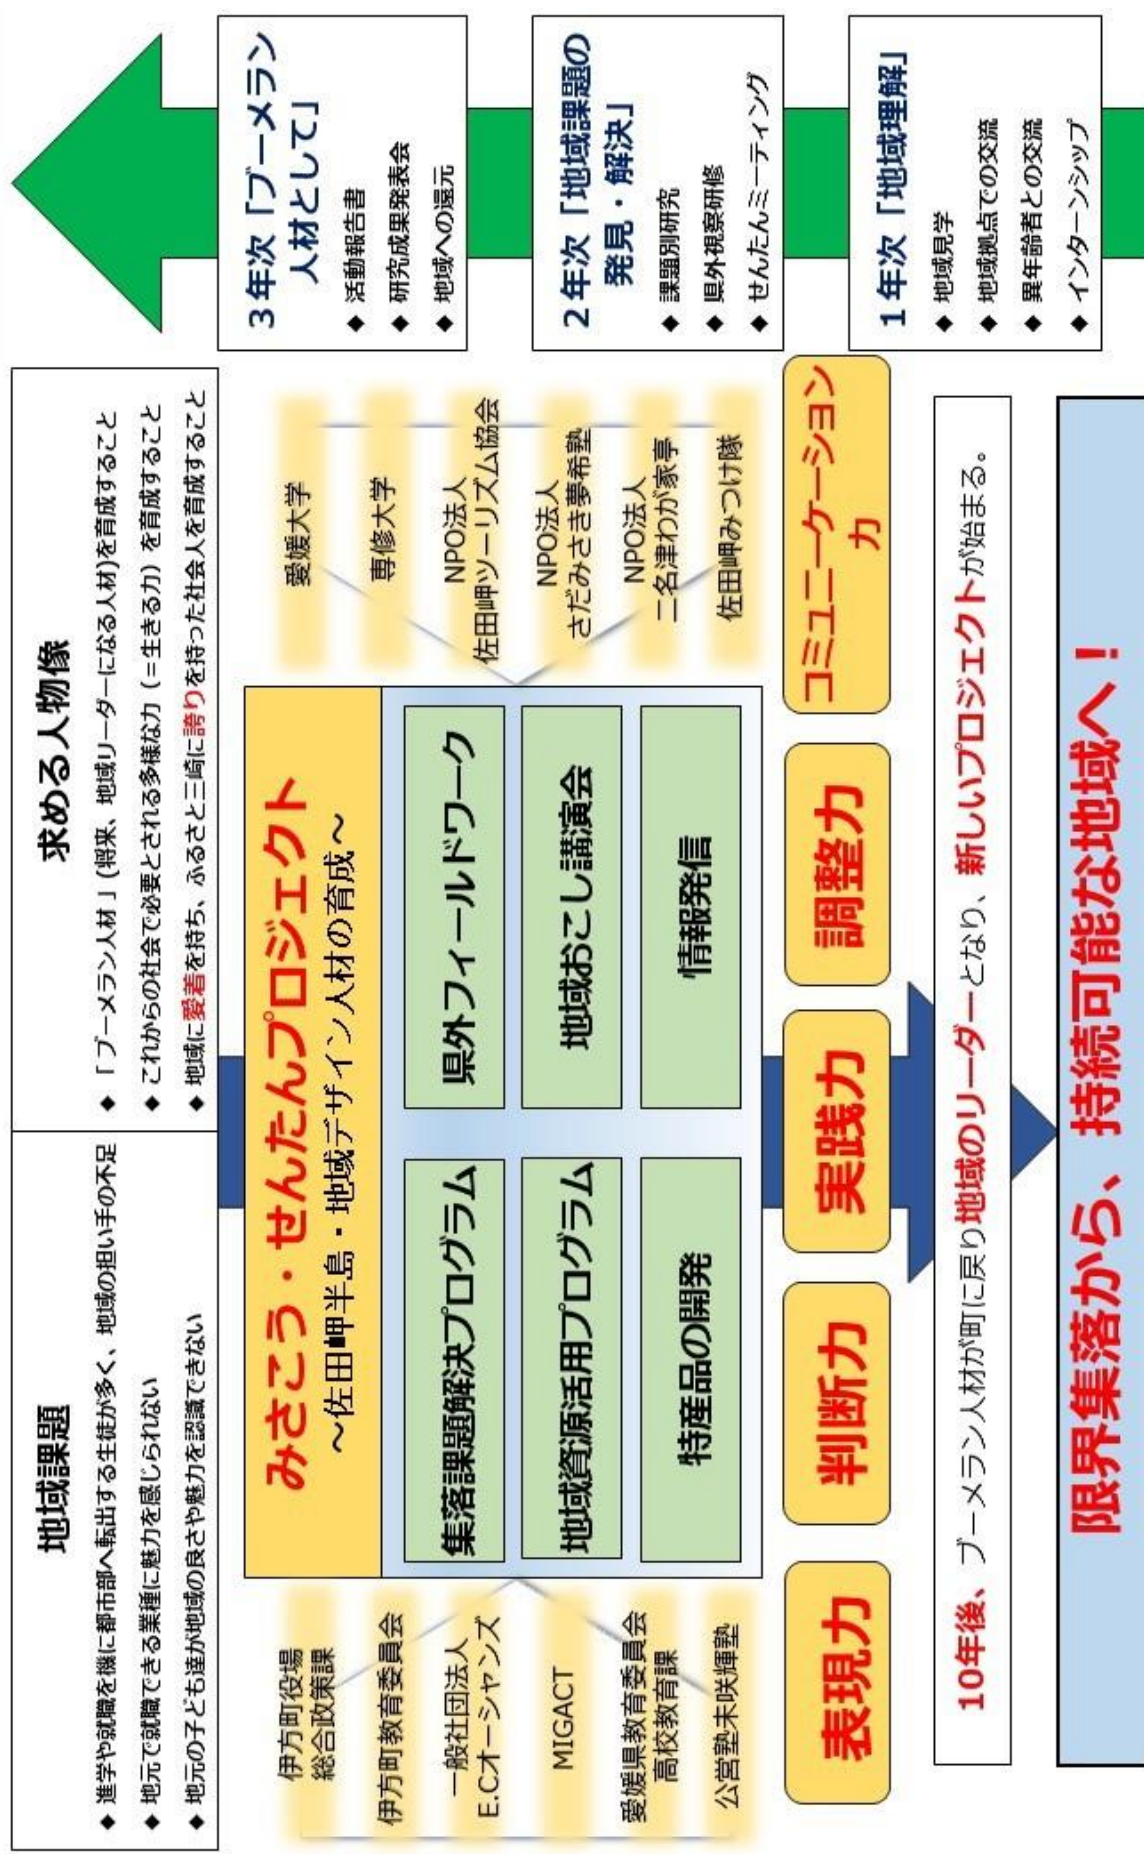 地域課題
◆ 進学や就職を機に都市部へ転出する生徒が多く、地域の担い手の不足
◆ 地元で就職できる業種に魅力を感じられない
◆ 地元の子ども達が地域の良さや魅力を認識できない
求める人物像
◆ 「ブーメラン人材」(将来、地域リーダーになる人材)を育成すること
◆ これからの社会で必要とされる多様な力（＝生きる力）を育成すること
◆ 地域に愛着を持ち、ふるさと三崎に誇りを持った社会人を育成すること
みさこう・せんたんプロジェクト
～佐田岬半島・地域デザイン人材の育成～
集落課題解決プログラム
県外フィールドワーク
地域資源活用プログラム
地域おこし講演会
特産品の開発
情報発信
伊方町役場
総合政策課
伊方町教育委員会
一般社団法人
E.Cオーシャンズ
MIGACT
愛媛県教育委員会
高校教育課
公営塾未咲輝塾
愛媛大学
専修大学
NPO法人
佐田岬ツーリズム協会
NPO法人
さだみさき夢希塾
NPO法人
二名津わが家亭
佐田岬みつけ隊
表現力
判断力
実践力
調整力
コミュニケーション
力
10年後、ブーメラン人材が町に戻り地域のリーダーとなり、新しいプロジェクトが始まる。
限界集落から、持続可能な地域へ！
3年次「ブーメラン
人材として」
◆ 活動報告書
◆ 研究成果発表会
◆ 地域への還元
2年次「地域課題の
発見・解決」
◆ 課題別研究
◆ 県外視察研修
◆ せんたんミーティング
1年次「地域理解」
◆ 地域見学
◆ 地域拠点での交流
◆ 異年齢者との交流
◆ インターンシップ